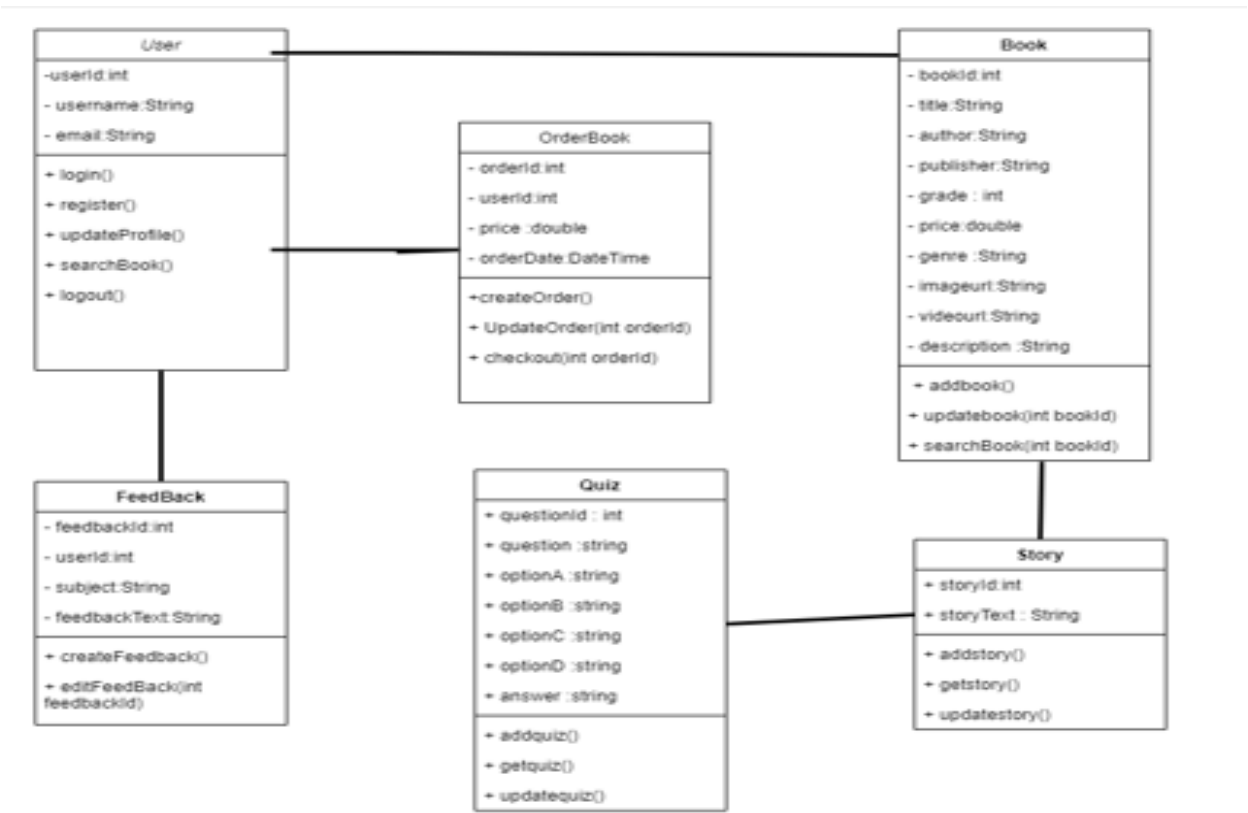 User
-userId:int
- username:String
- email:String
+ login()
+ register()
+ updateProfile()
+ searchBook()
+ logout()
OrderBook
- orderId:int
- userId:int
- price :double
- orderDate:DateTime
+createOrder()
+ UpdateOrder(int orderId)
+ checkout(int orderId)
Book
- bookId:int
- title:String
- author:String
- publisher:String
- grade : int
- price:double
- genre :String
- imageurl:String
- videourl:String
- description :String
+ addbook()
+ updatebook(int bookId)
+ searchBook(int bookId)
FeedBack
- feedbackId:int
- userId:int
- subject:String
- feedbackText:String
+ createFeedback()
+ editFeedBack(int
feedbackId)
Quiz
+ questionId : int
+ question :string
+ optionA :string
+ optionB :string
+ optionC :string
+ optionD :string
+ answer :string
+ addquiz()
+ getquiz()
+ updatequiz()
Story
+ storyId:int
+ storyText : String
+ addstory()
+ getstory()
+ updatestory()